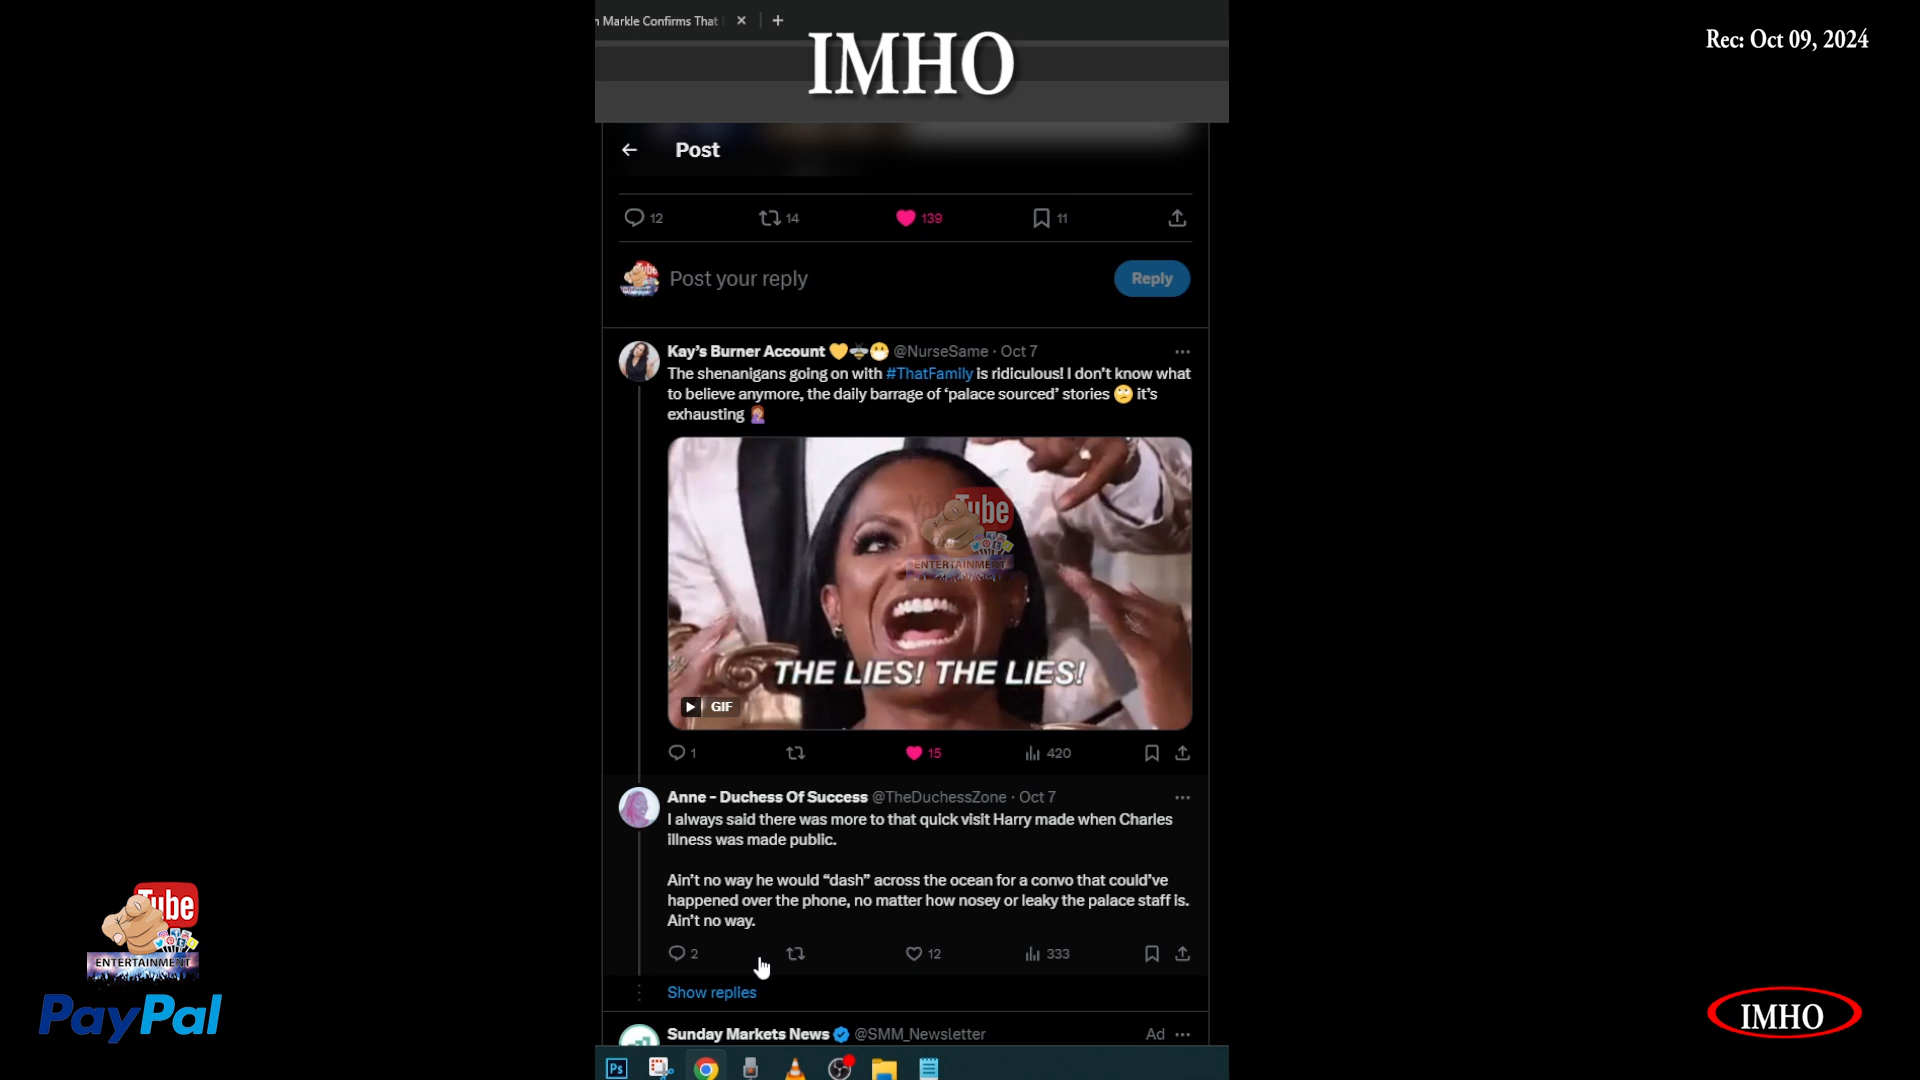 n Markle Confirms That
IMHO
Rec: Oct 09, 2024
Post
12 14 139 11
Post your reply
Reply
Kay's Burner Account 💛🐝😷 @NurseSame · Oct 7
The shenanigans going on with #ThatFamily is ridiculous! I don't know what
to believe anymore, the daily barrage of 'palace sourced' stories 🙄 it's
exhausting 🤦🏽‍♀️
YouTube
ENTERTAINMENT
THE LIES! THE LIES!
GIF
1 15 420
Anne - Duchess Of Success @TheDuchessZone · Oct 7
I always said there was more to that quick visit Harry made when Charles
illness was made public.
Ain't no way he would “dash” across the ocean for a convo that could've
happened over the phone, no matter how nosey or leaky the palace staff is.
Ain't no way.
2 12 333
Show replies
Sunday Markets News @SMM_Newsletter Ad
Tube
ENTERTAINMENT
PayPal
IMHO
Ps